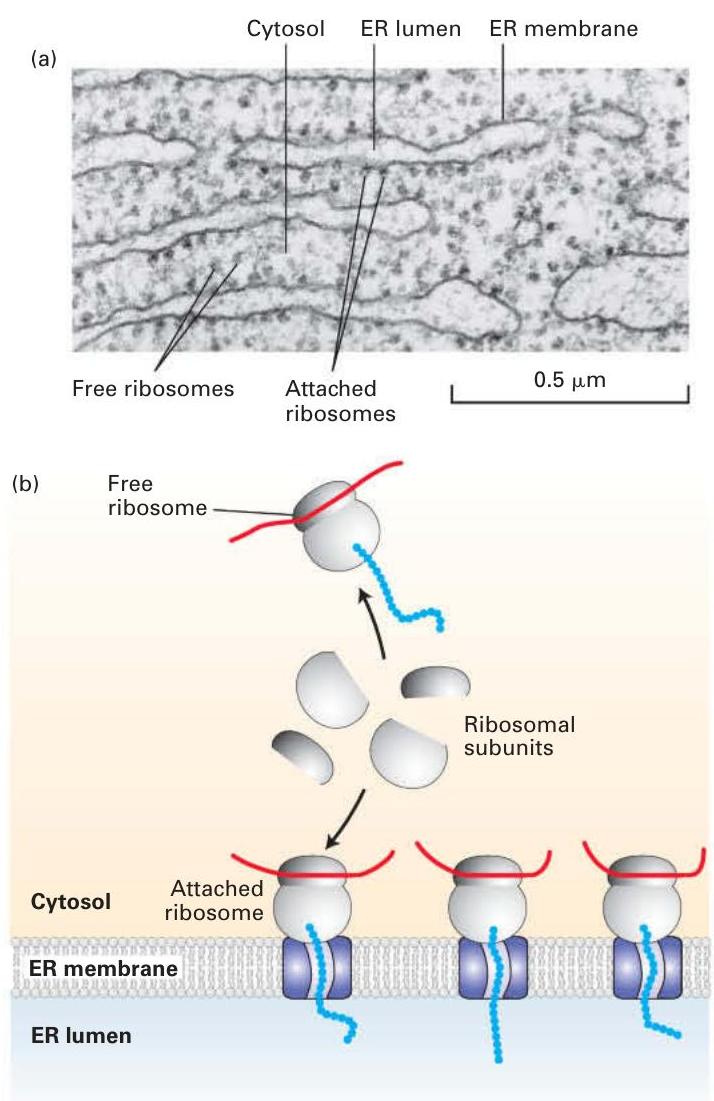 Cytosol ER lumen ER membrane
(a)
Free ribosomes
Attached
ribosomes
0.5 μm
(b)
Free
ribosome
Ribosomal
subunits
Attached
ribosome
Cytosol
ER membrane
ER lumen